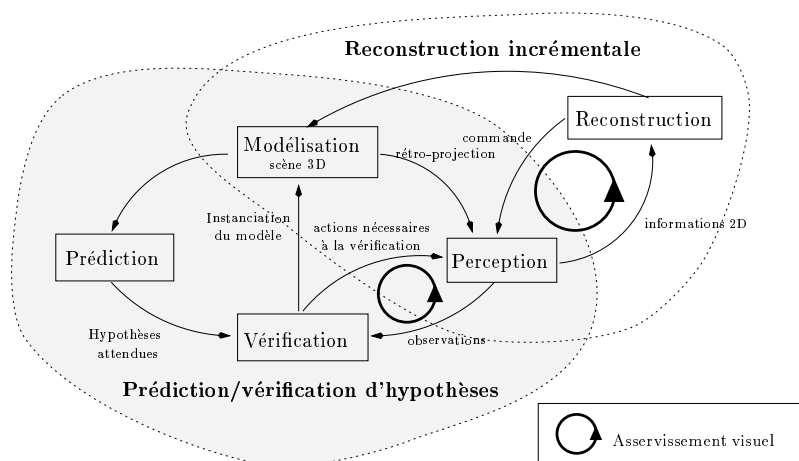 Reconstruction incrémentale
Reconstruction
commande
Modélisation
scène 3D
rétro-projection
Instanciation
du modèle
actions nécessaires
à la vérification
informations 2D
Prédiction
Perception
Hypothèses
attendues
Vérification
observations
Prédiction/vérification d'hypothèses
Asservissement visuel